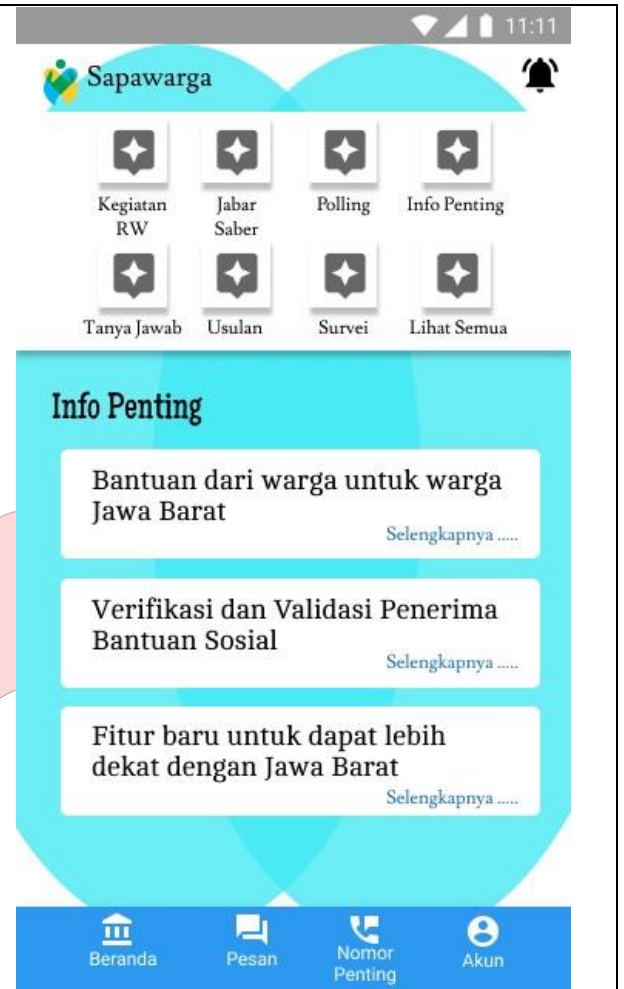 11:11
Sapawarga
Kegiatan
RW
Jabar
Saber
Polling
Info Penting
Tanya Jawab
Usulan
Survei
Lihat Semua
Info Penting
Bantuan dari warga untuk warga
Jawa Barat
Selengkapnya .....
Verifikasi dan Validasi Penerima
Bantuan Sosial
Selengkapnya .....
Fitur baru untuk dapat lebih
dekat dengan Jawa Barat
Selengkapnya .....
Beranda
Pesan
Nomor
Penting
Akun